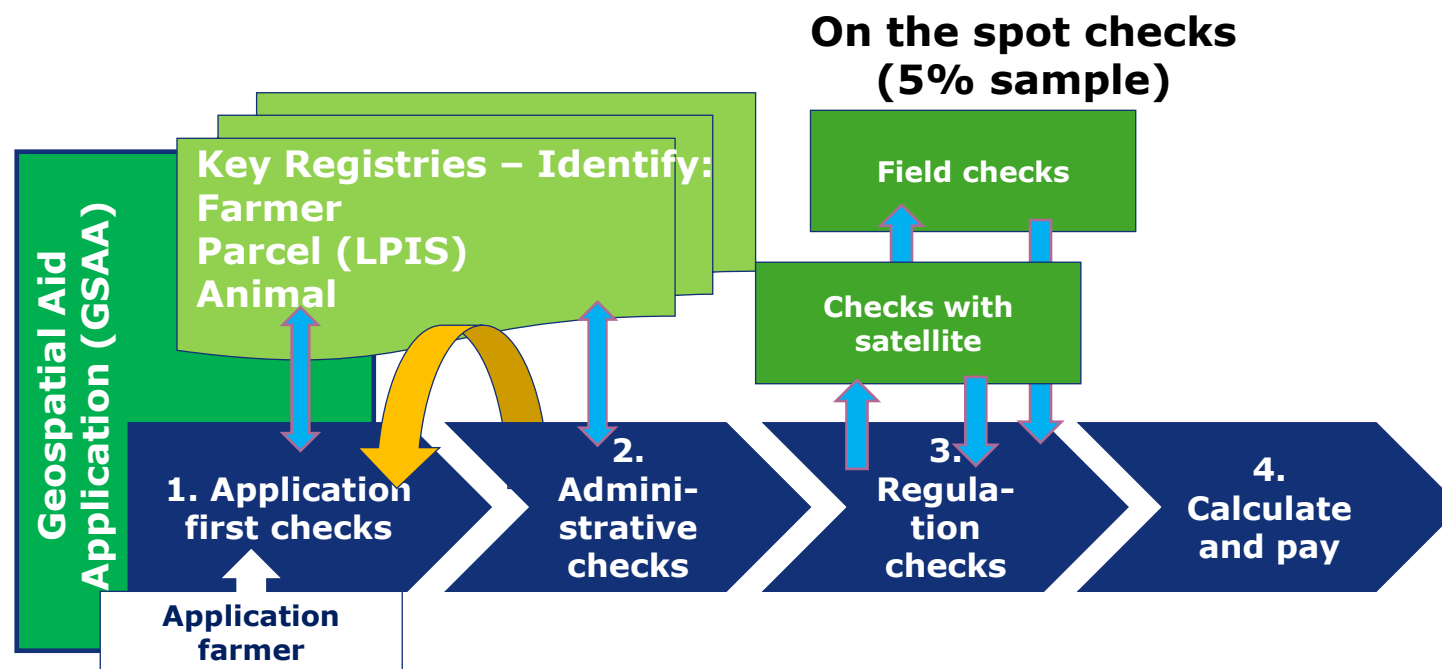 On the spot checks
(5% sample)
Key Registries – Identify:
Farmer
Parcel (LPIS)
Animal
Field checks
Checks with
satellite
Geospatial Aid
Application (GSAA)
1. Application
first checks
2.
Admini-
strative
checks
3.
Regula-
tion
checks
4.
Calculate
and pay
Application
farmer